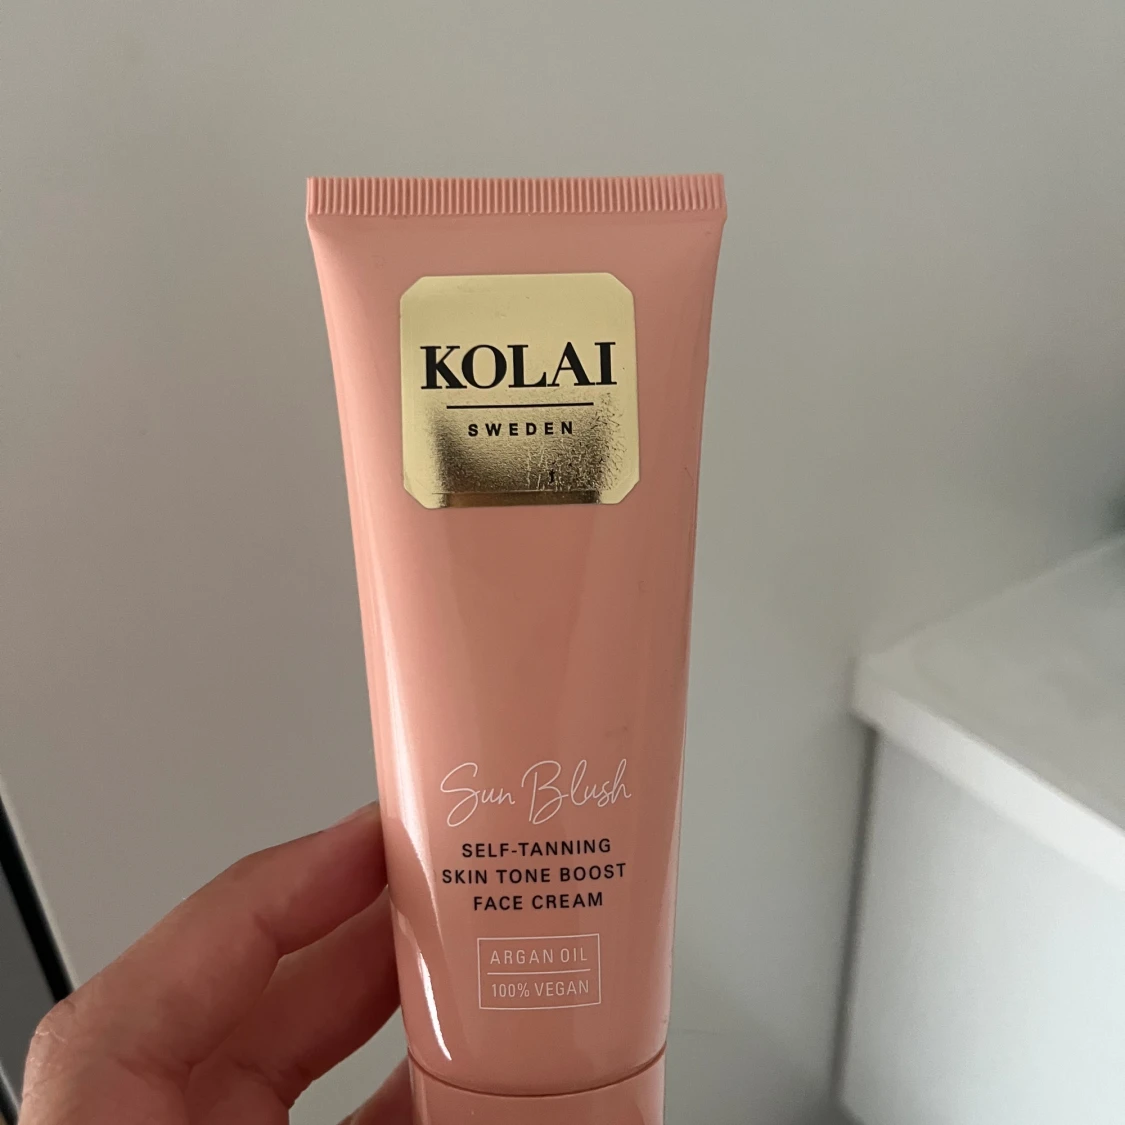 KOLAI
SWEDEN
Sun Blush
SELF-TANNING
SKIN TONE BOOST
FACE CREAM
ARGAN OIL
100% VEGAN